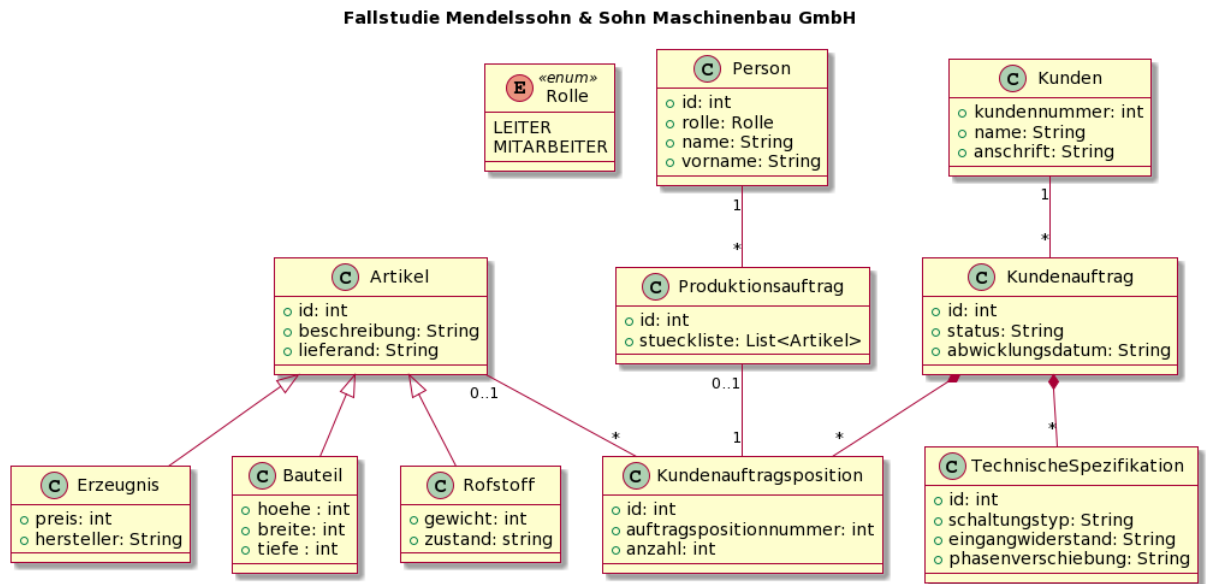 Fallstudie Mendelssohn & Sohn Maschinenbau GmbH
E «enum»
Rolle
LEITER
MITARBEITER
C Person
id: int
rolle: Rolle
name: String
vorname: String
C Kunden
kundennummer: int
name: String
anschrift: String
1
*
1
*
C Artikel
id: int
beschreibung: String
lieferand: String
C Produktionsauftrag
id: int
stueckliste: List<Artikel>
C Kundenauftrag
id: int
status: String
abwicklungsdatum: String
0..1
*
0..1
1
*
*
C Erzeugnis
preis: int
hersteller: String
C Bauteil
hoehe : int
breite: int
tiefe : int
C Rofstoff
gewicht: int
zustand: string
C Kundenauftragsposition
id: int
auftragspositionnummer: int
anzahl: int
C TechnischeSpezifikation
id: int
schaltungstyp: String
eingangwiderstand: String
phasenverschiebung: String